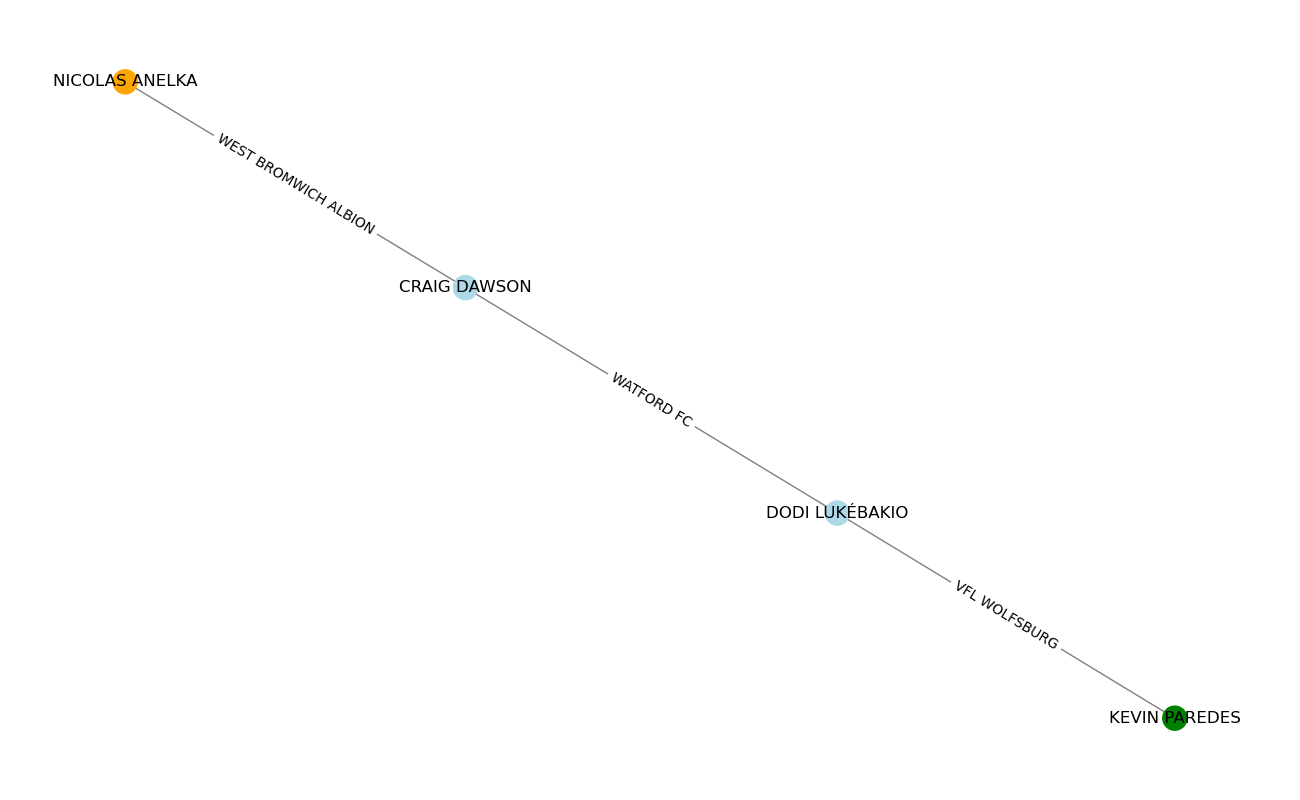 NICOLAS ANELKA
WEST BROMWICH ALBION
CRAIG DAWSON
WATFORD FC
DODI LUKÉBAKIO
VFL WOLFSBURG
KEVIN PAREDES